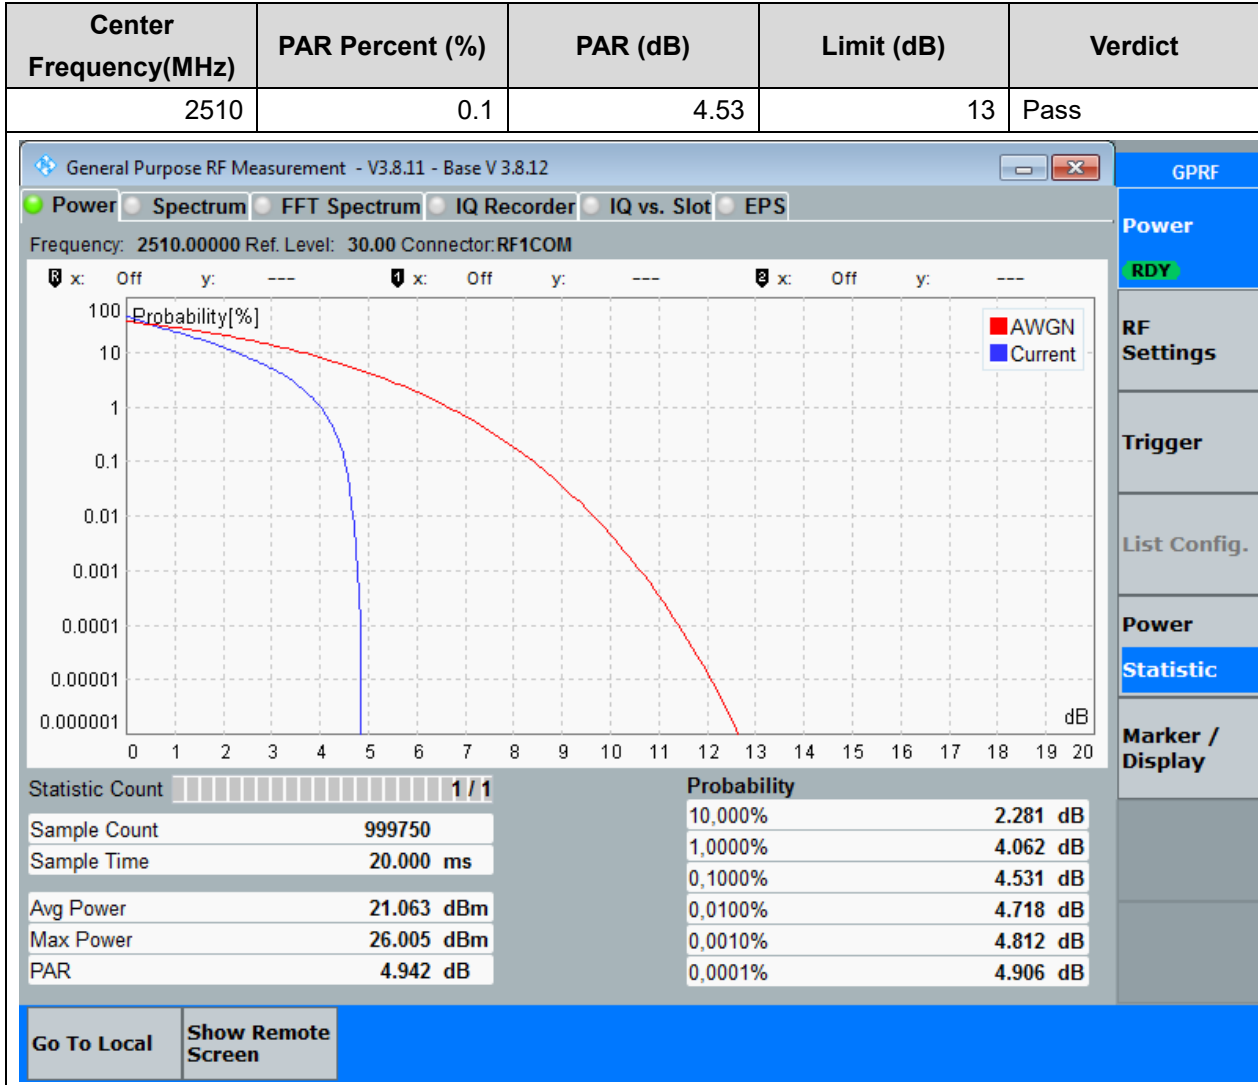 Center Frequency(MHz) PAR Percent (%) PAR (dB) Limit (dB) Verdict
2510 0.1 4.53 13 Pass
General Purpose RF Measurement - V3.8.11 - Base V 3.8.12
GPRF
Power Spectrum FFT Spectrum IQ Recorder IQ vs. Slot EPS
Frequency: 2510.00000 Ref. Level: 30.00 Connector:RF1COM
R x: Off y: --- 1 x: Off y: --- 2 x: Off y: ---
Probability[%]
100
10
1
0.1
0.01
0.001
0.0001
0.00001
0.000001
AWGN
Current
dB
0 1 2 3 4 5 6 7 8 9 10 11 12 13 14 15 16 17 18 19 20
Statistic Count 1 / 1
Sample Count 999750
Sample Time 20.000 ms
Avg Power 21.063 dBm
Max Power 26.005 dBm
PAR 4.942 dB
Probability
10,000% 2.281 dB
1,0000% 4.062 dB
0,1000% 4.531 dB
0,0100% 4.718 dB
0,0010% 4.812 dB
0,0001% 4.906 dB
Power
RDY
RF
Settings
Trigger
List Config.
Power
Statistic
Marker /
Display
Go To Local
Show Remote
Screen